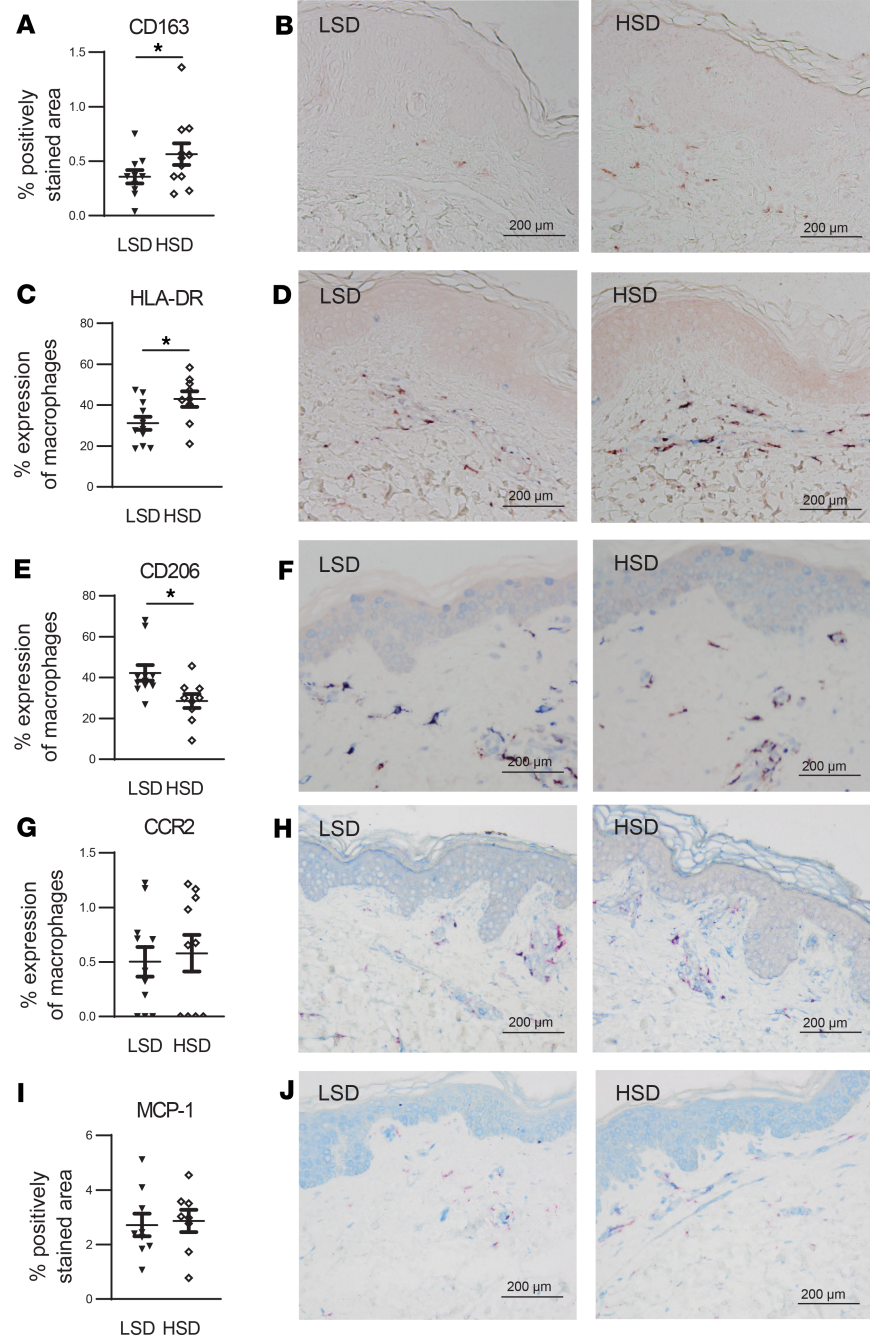 A
CD163
*
1.5
1.0
0.5
0.0
% positively
stained area
LSD HSD
B
LSD
200 µm
HSD
200 µm
C
HLA-DR
*
80
60
40
20
0
% expression
of macrophages
LSD HSD
D
LSD
200 µm
HSD
200 µm
E
CD206
*
80
60
40
20
0
% expression
of macrophages
LSD HSD
F
LSD
200 µm
HSD
200 µm
G
CCR2
1.5
1.0
0.5
0.0
% expression
of macrophages
LSD HSD
H
LSD
200 µm
HSD
200 µm
I
MCP-1
6
4
2
0
% positively
stained area
LSD HSD
J
LSD
200 µm
HSD
200 µm